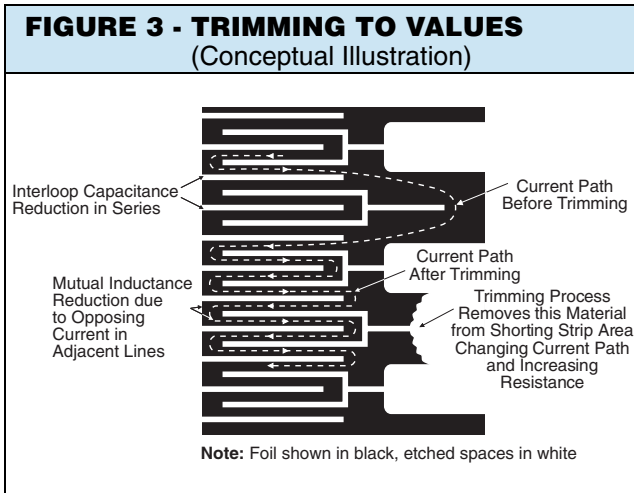 FIGURE 3 - TRIMMING TO VALUES
(Conceptual Illustration)
Interloop Capacitance
Reduction in Series
Current Path
Before Trimming
Mutual Inductance
Reduction due
to Opposing
Current in
Adjacent Lines
Current Path
After Trimming
Trimming Process
Removes this Material
from Shorting Strip Area
Changing Current Path
and Increasing
Resistance
Note: Foil shown in black, etched spaces in white